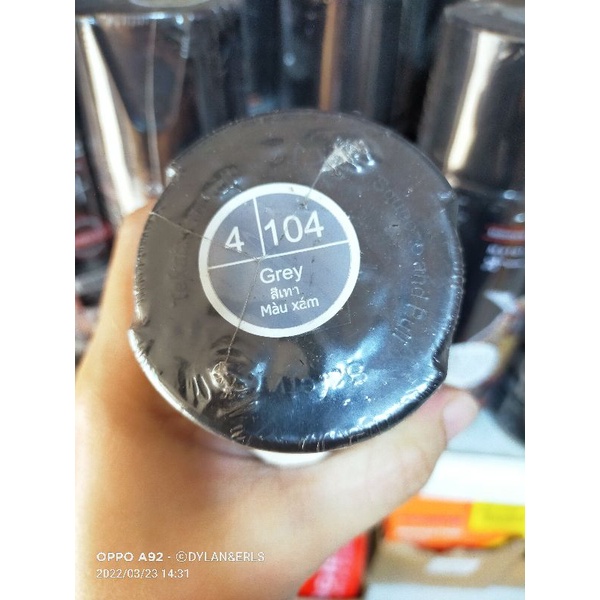 4 104
Grey
สีเทา
Màu xám
OPPO A92 · ©DYLAN&ERLS
2022/03/23 14:31